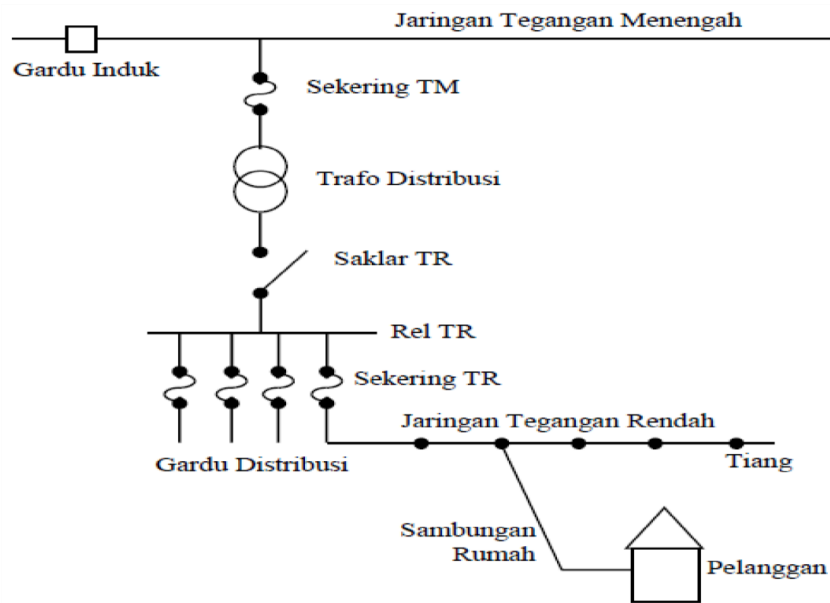 Jaringan Tegangan Menengah
Gardu Induk
Sekering TM
Trafo Distribusi
Saklar TR
Rel TR
Sekering TR
Jaringan Tegangan Rendah
Gardu Distribusi
Tiang
Sambungan
Rumah
Pelanggan